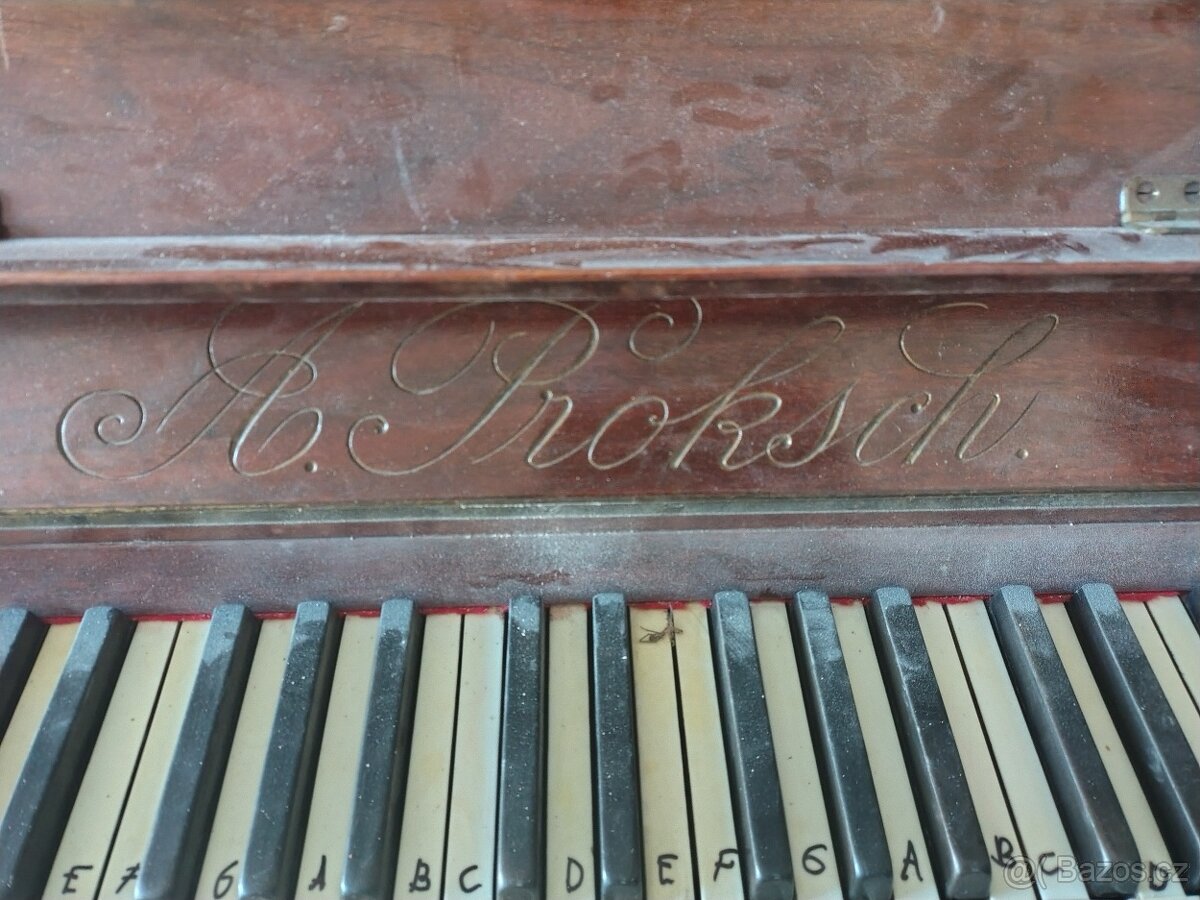 A. Proksch.
E F G A B C D E F G A B C D
@ Bazos.cz